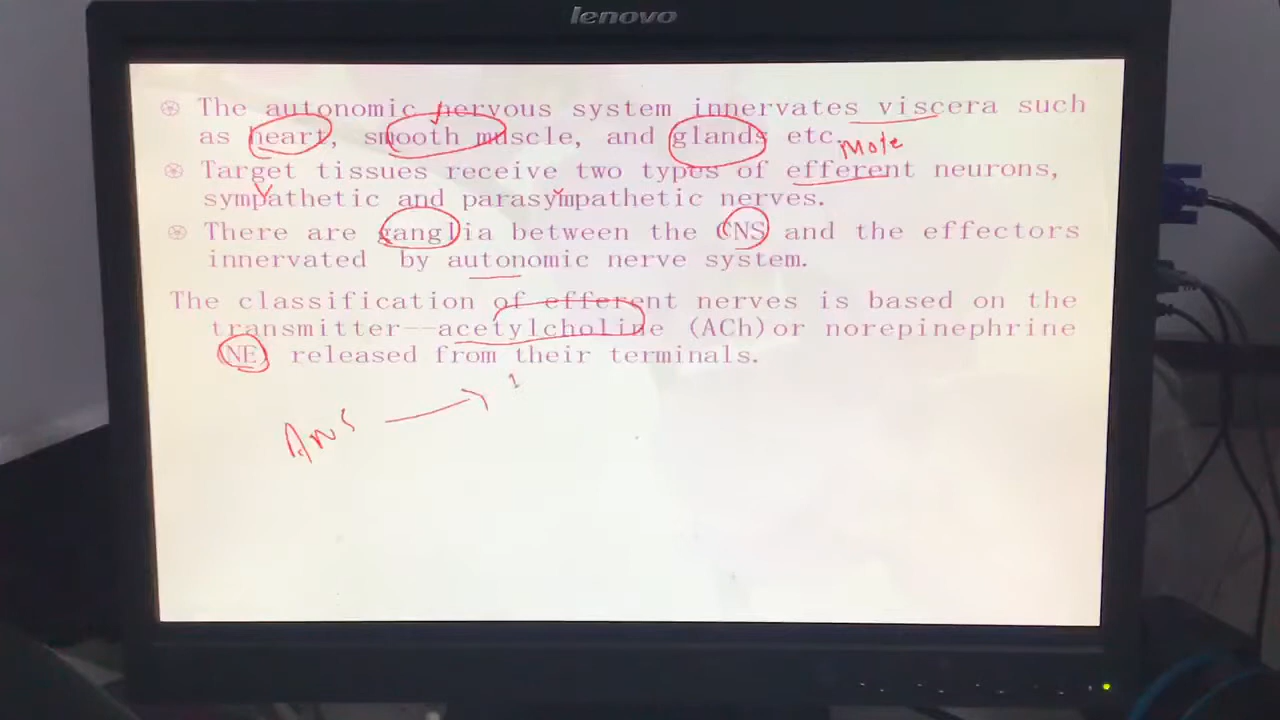 lenovo
The autonomic nervous system innervates viscera such
as heart, smooth muscle, and glands etc.
Target tissues receive two types of efferent neurons,
sympathetic and parasympathetic nerves.
There are ganglia between the CNS and the effectors
innervated by autonomic nerve system.
The classification of efferent nerves is based on the
transmitter--acetylcholine (ACh)or norepinephrine
NE released from their terminals.
ANS